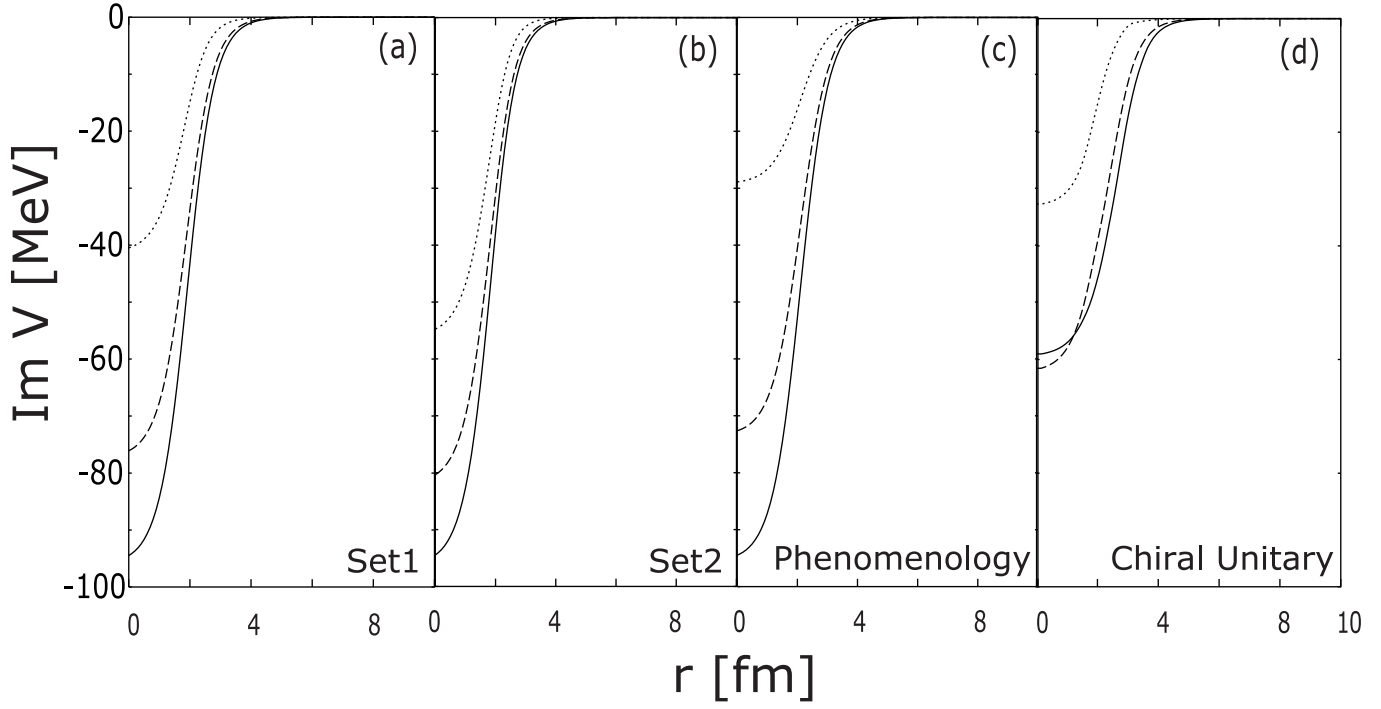 Im V [MeV]
0
-20
-40
-60
-80
-100
(a)
(b)
(c)
(d)
Set1
Set2
Phenomenology
Chiral Unitary
0 4 8 0 4 8 0 4 8 0 4 8 10
r [fm]